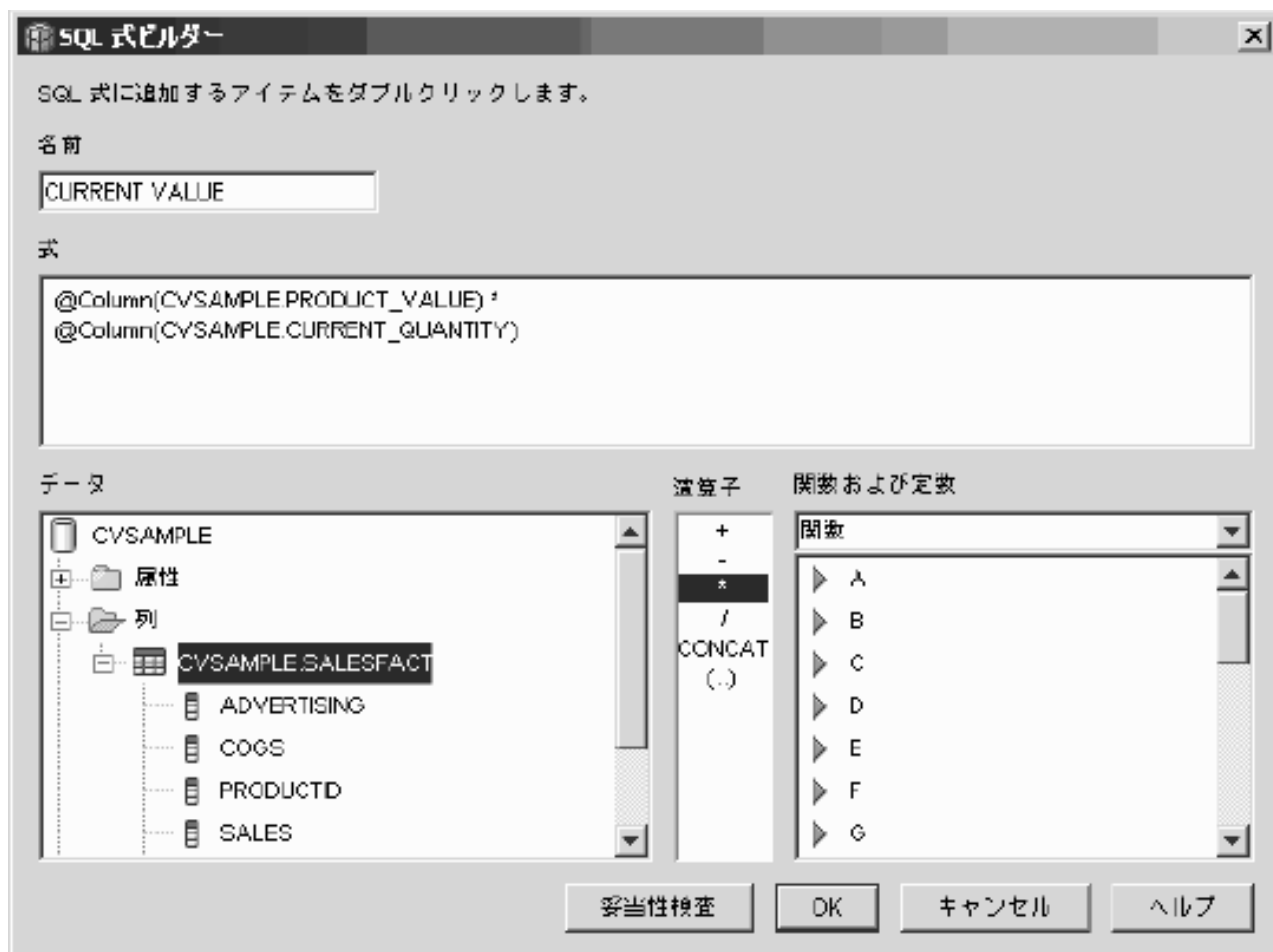 SQL 式ビルダー
SQL 式に追加するアイテムをダブルクリックします。
名前
CURRENT VALUE
式
@Column(CVSAMPLE.PRODUCT_VALUE) *
@Column(CVSAMPLE.CURRENT_QUANTITY)
データ
演算子
関数および定数
CVSAMPLE
属性
列
CVSAMPLE.SALESFACT
ADVERTISING
COGS
PRODUCTID
SALES
+
-
*
/
CONCAT
(..)
関数
A
B
C
D
E
F
G
妥当性検査
OK
キャンセル
ヘルプ